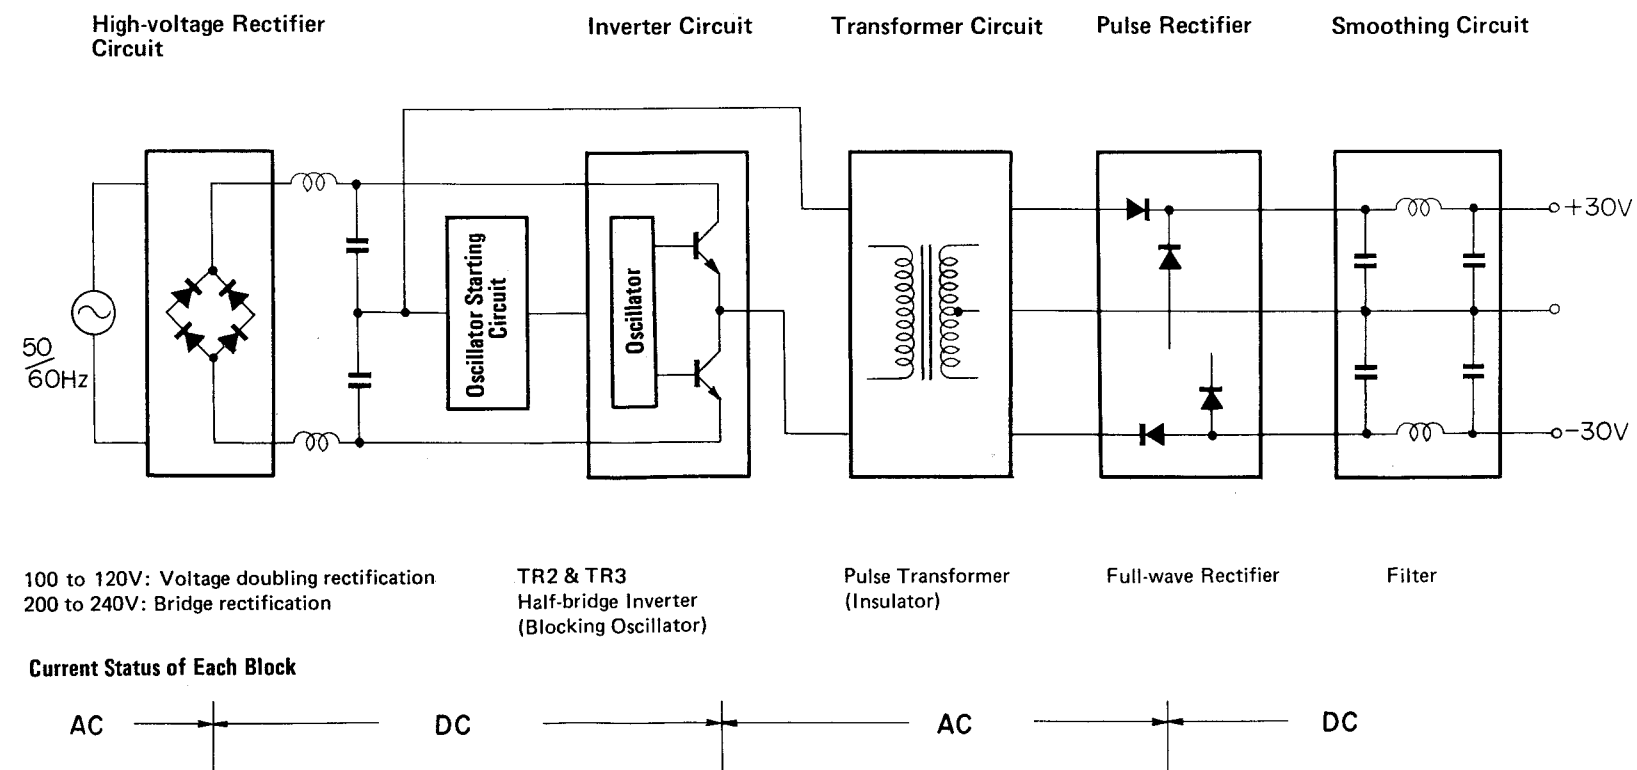 High-voltage Rectifier
Circuit
Inverter Circuit
Transformer Circuit
Pulse Rectifier
Smoothing Circuit
50/60Hz
Oscillator Starting
Circuit
Oscillator
+30V
-30V
100 to 120V: Voltage doubling rectification
200 to 240V: Bridge rectification
TR2 & TR3
Half-bridge Inverter
(Blocking Oscillator)
Pulse Transformer
(Insulator)
Full-wave Rectifier
Filter
Current Status of Each Block
AC
DC
AC
DC